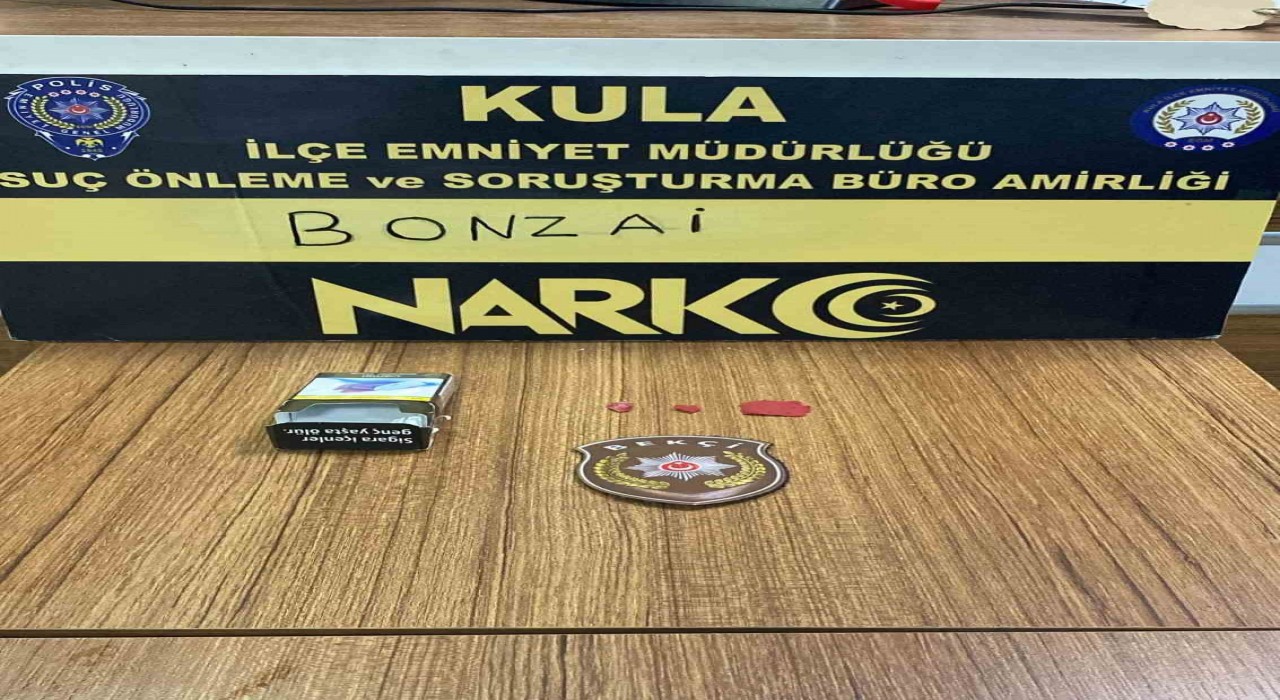 POLİS
KULA
İLÇE EMNİYET MÜDÜRLÜĞÜ
SUÇ ÖNLEME ve SORUŞTURMA BÜRO AMİRLİĞİ
BONZAİ
NARKO
Sigara içenler
genç yaşta ölür.
BEKÇİ